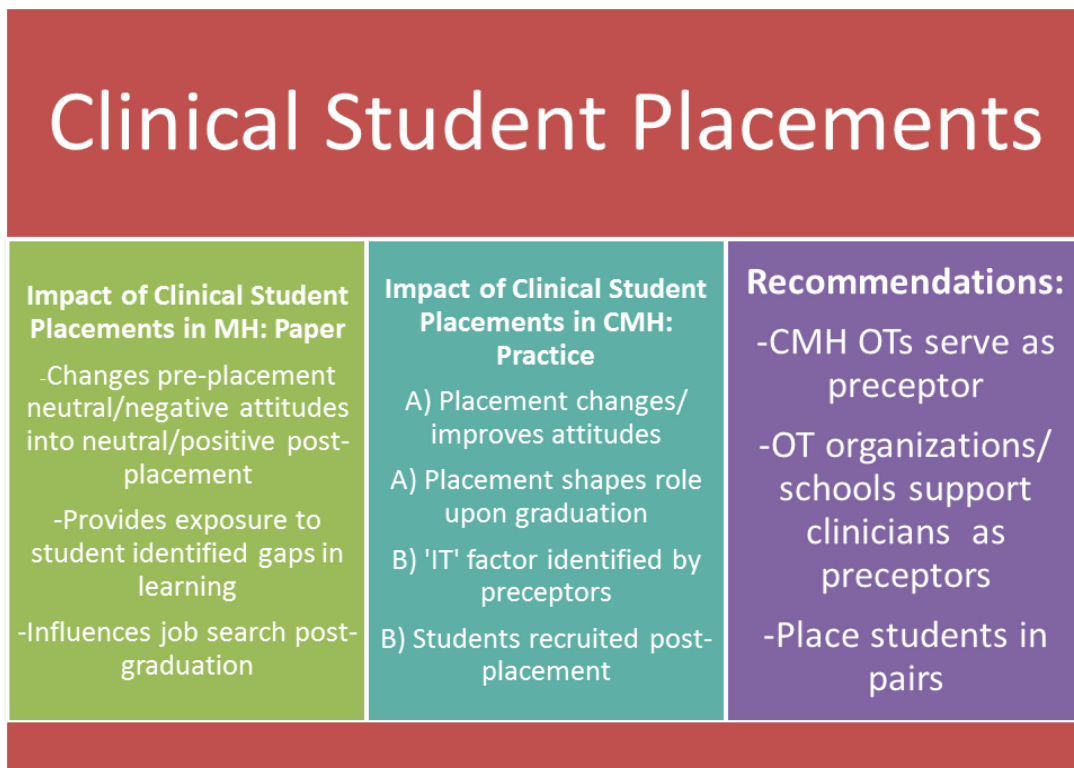 Clinical Student Placements
Impact of Clinical Student
Placements in MH: Paper
-Changes pre-placement
neutral/negative attitudes
into neutral/positive post-
placement
-Provides exposure to
student identified gaps in
learning
-Influences job search post-
graduation
Impact of Clinical Student
Placements in CMH:
Practice
A) Placement changes/
improves attitudes
A) Placement shapes role
upon graduation
B) 'IT' factor identified by
preceptors
B) Students recruited post-
placement
Recommendations:
-CMH OTs serve as
preceptor
-OT organizations/
schools support
clinicians as
preceptors
-Place students in
pairs